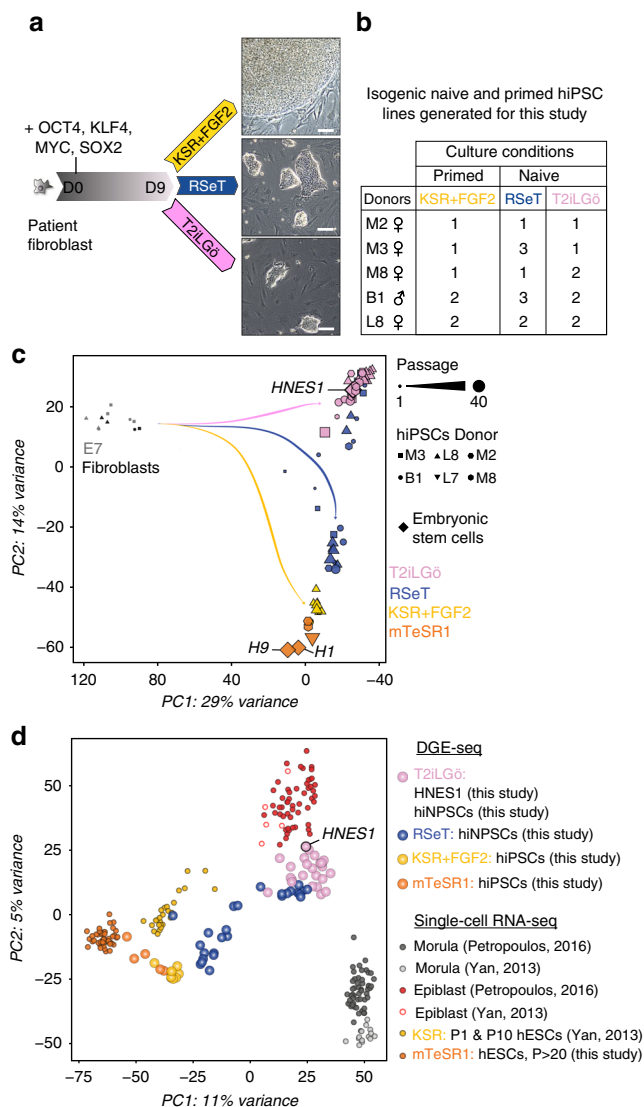 a
+ OCT4, KLF4,
MYC, SOX2
D0
D9
Patient
fibroblast
KSR+FGF2
RSeT
T2iLGö
b
Isogenic naive and primed hiPSC
lines generated for this study
Culture conditions
Primed Naive
Donors KSR+FGF2 RSeT T2iLGö
M2 ♀ 1 1 1
M3 ♀ 1 3 1
M8 ♀ 1 1 2
B1 ♂ 2 3 2
L8 ♀ 2 2 2
c
HNES1
E7
Fibroblasts
H9
H1
20
0
−20
−40
−60
PC2: 14% variance
120 80 40 0 −40
PC1: 29% variance
Passage
1 40
hiPSCs Donor
M3 L8 M2
B1 L7 M8
Embryonic
stem cells
T2iLGö
RSeT
KSR+FGF2
mTeSR1
d
HNES1
50
25
0
−25
−50
PC2: 5% variance
−75 −50 −25 0 25 50
PC1: 11% variance
DGE-seq
T2iLGö:
HNES1 (this study)
hiNPSCs (this study)
RSeT: hiNPSCs (this study)
KSR+FGF2: hiPSCs (this study)
mTeSR1: hiPSCs (this study)
Single-cell RNA-seq
Morula (Petropoulos, 2016)
Morula (Yan, 2013)
Epiblast (Petropoulos, 2016)
Epiblast (Yan, 2013)
KSR: P1 & P10 hESCs (Yan, 2013)
mTeSR1: hESCs, P>20 (this study)